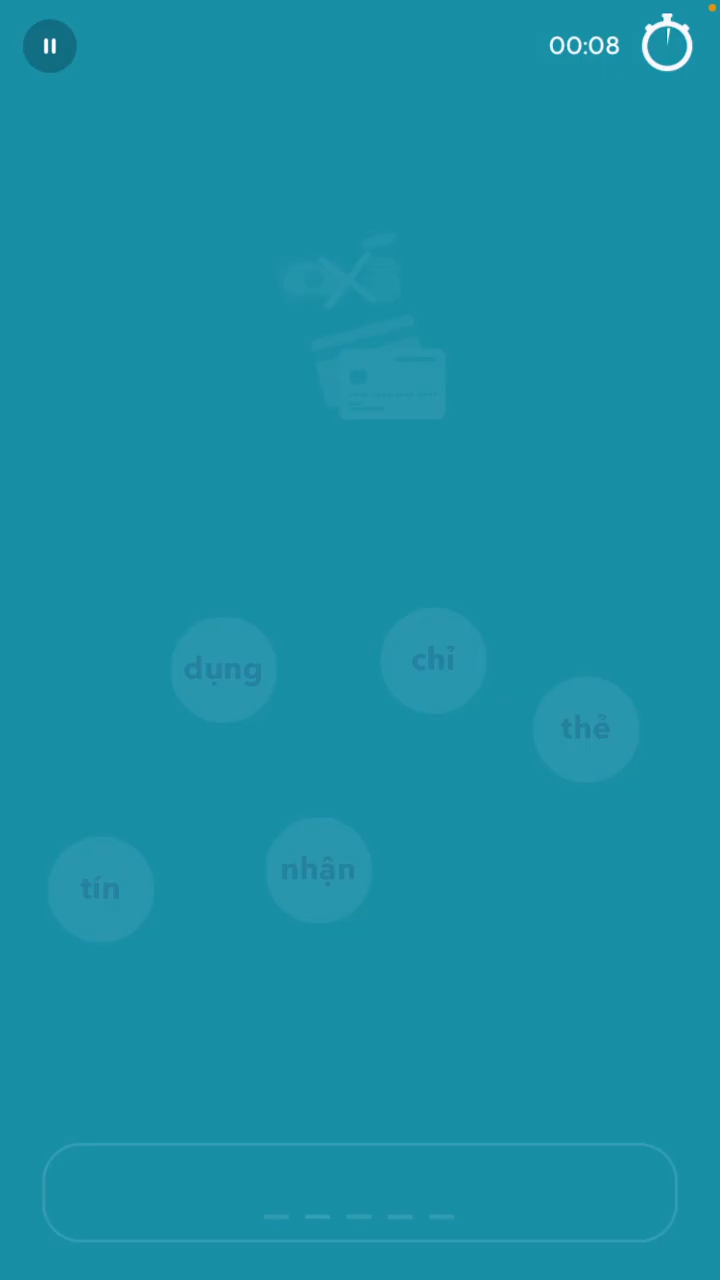 00:08
dụng
chỉ
thẻ
tín
nhận